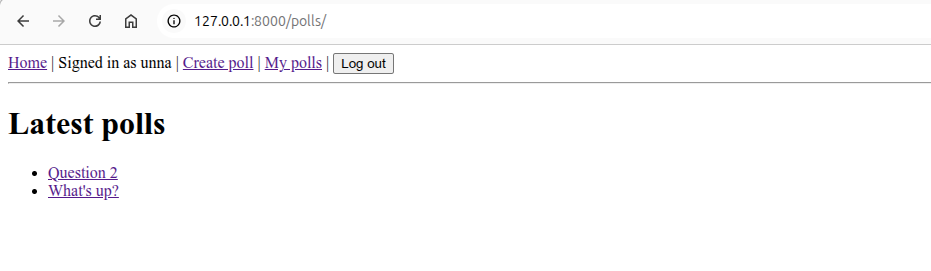 127.0.0.1:8000/polls/
Home | Signed in as unna | Create poll | My polls | Log out
Latest polls
Question 2
What's up?